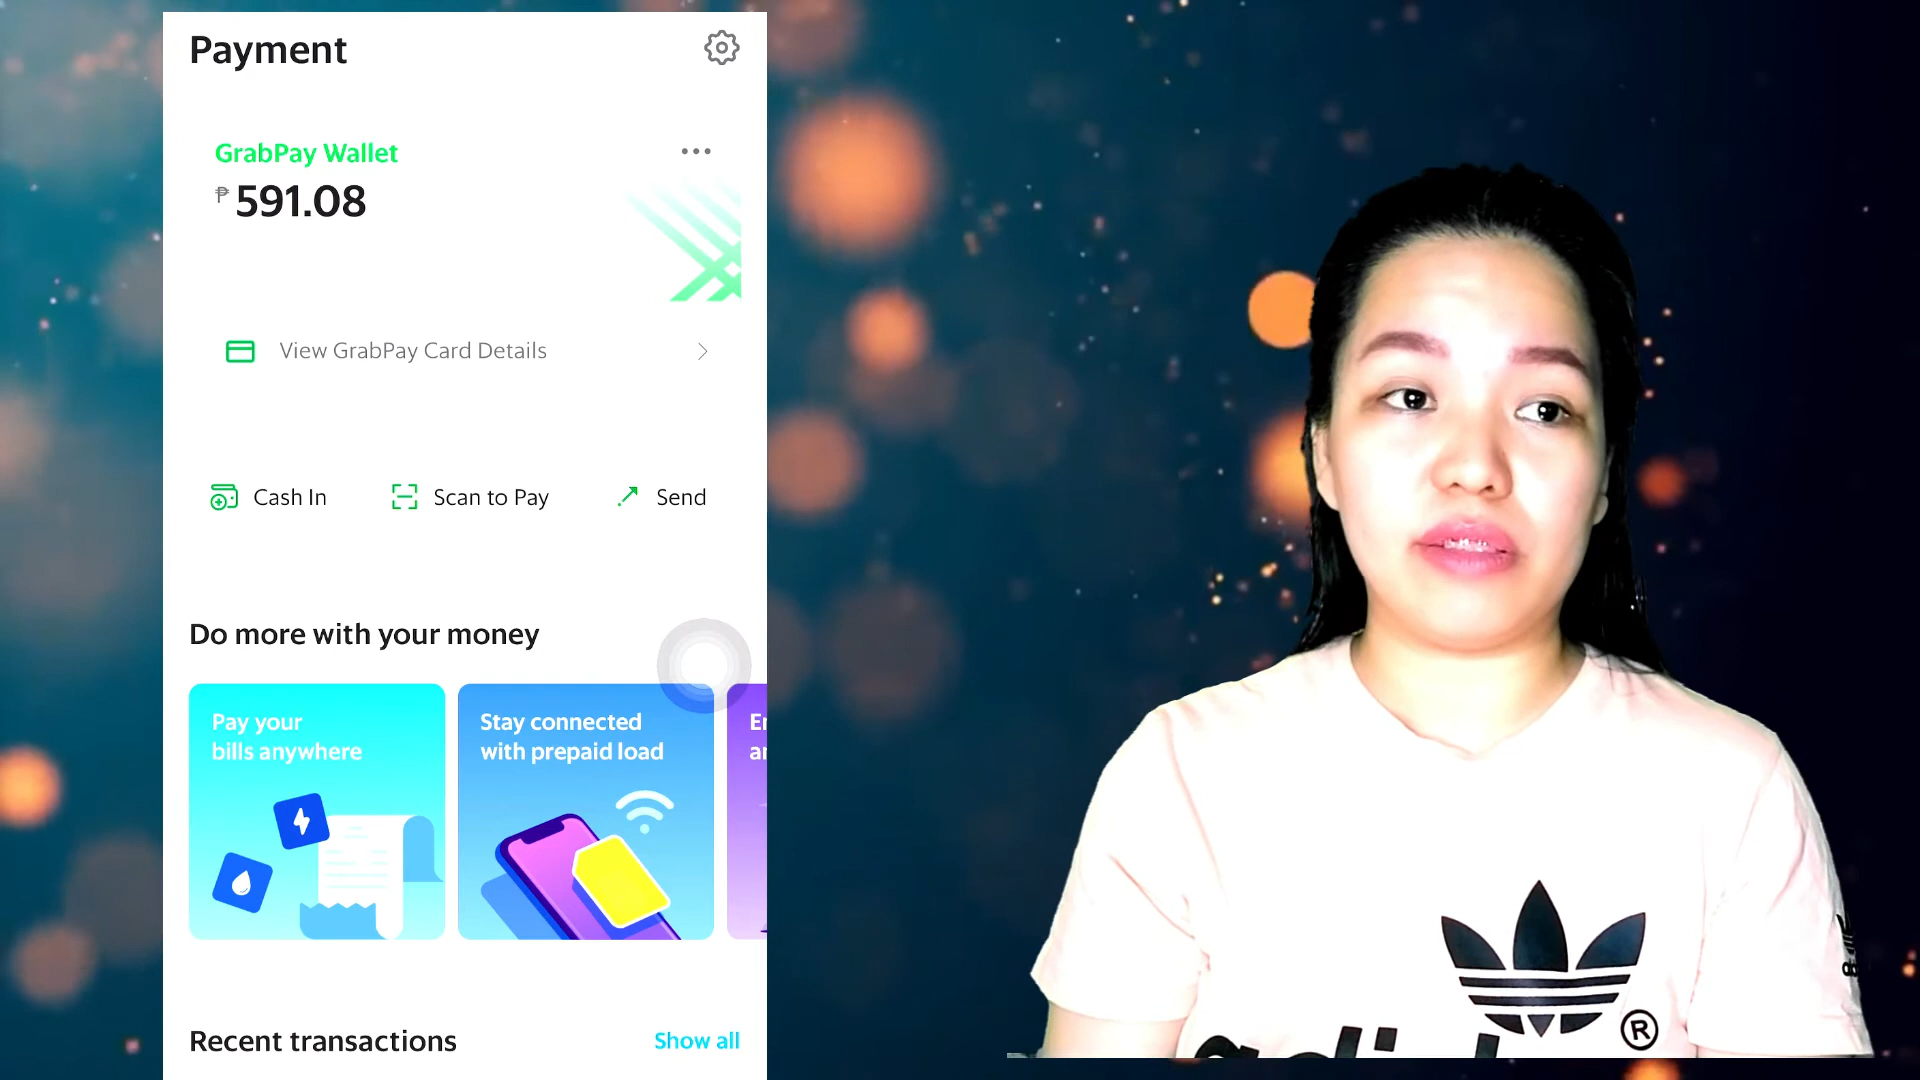 Payment
GrabPay Wallet
₱ 591.08
View GrabPay Card Details
Cash In
Scan to Pay
Send
Do more with your money
Pay your
bills anywhere
Stay connected
with prepaid load
Recent transactions
Show all
®